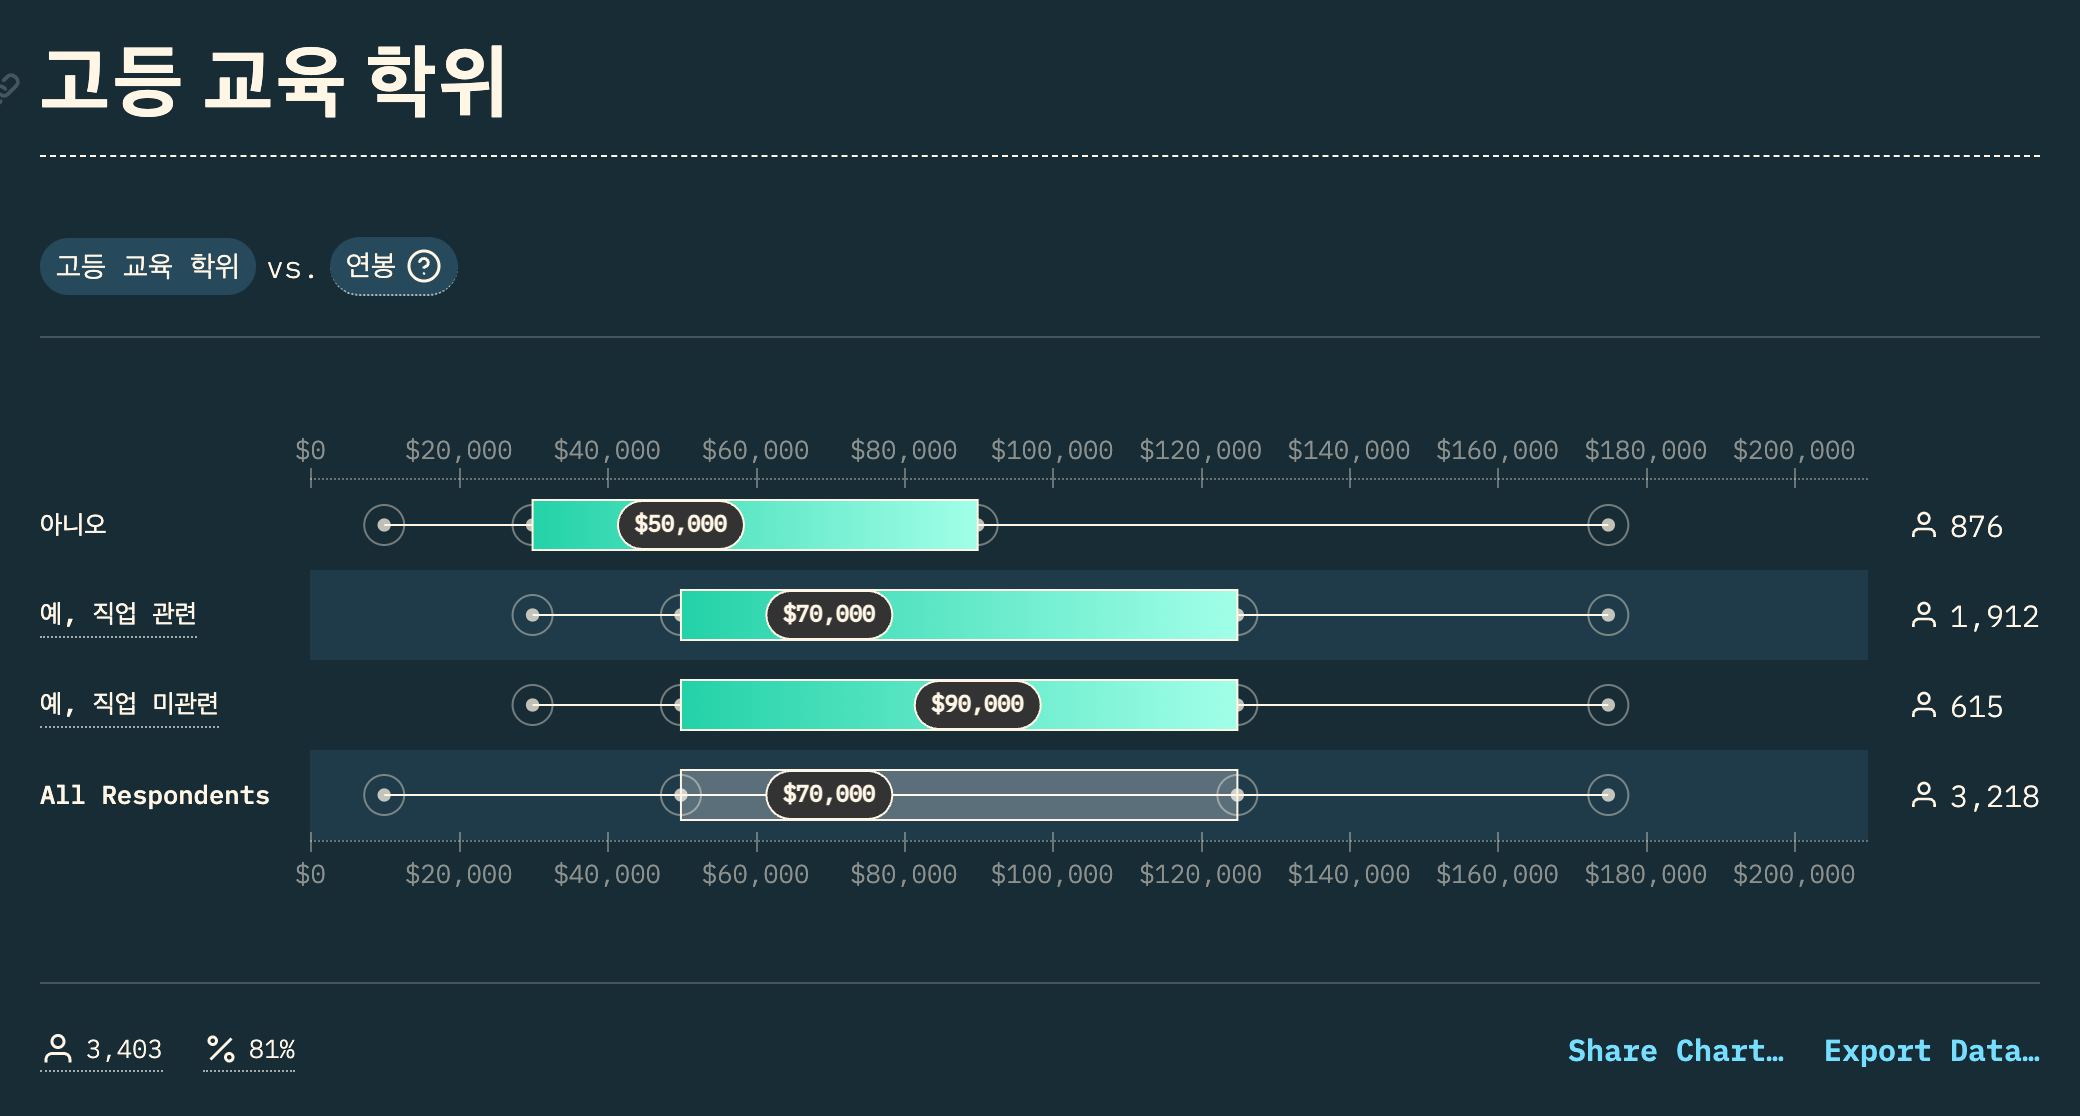 고등 교육 학위
고등 교육 학위 vs. 연봉
$0 $20,000 $40,000 $60,000 $80,000 $100,000 $120,000 $140,000 $160,000 $180,000 $200,000
아니오 $50,000 876
예, 직업 관련 $70,000 1,912
예, 직업 미관련 $90,000 615
All Respondents $70,000 3,218
$0 $20,000 $40,000 $60,000 $80,000 $100,000 $120,000 $140,000 $160,000 $180,000 $200,000
3,403 81% Share Chart… Export Data…